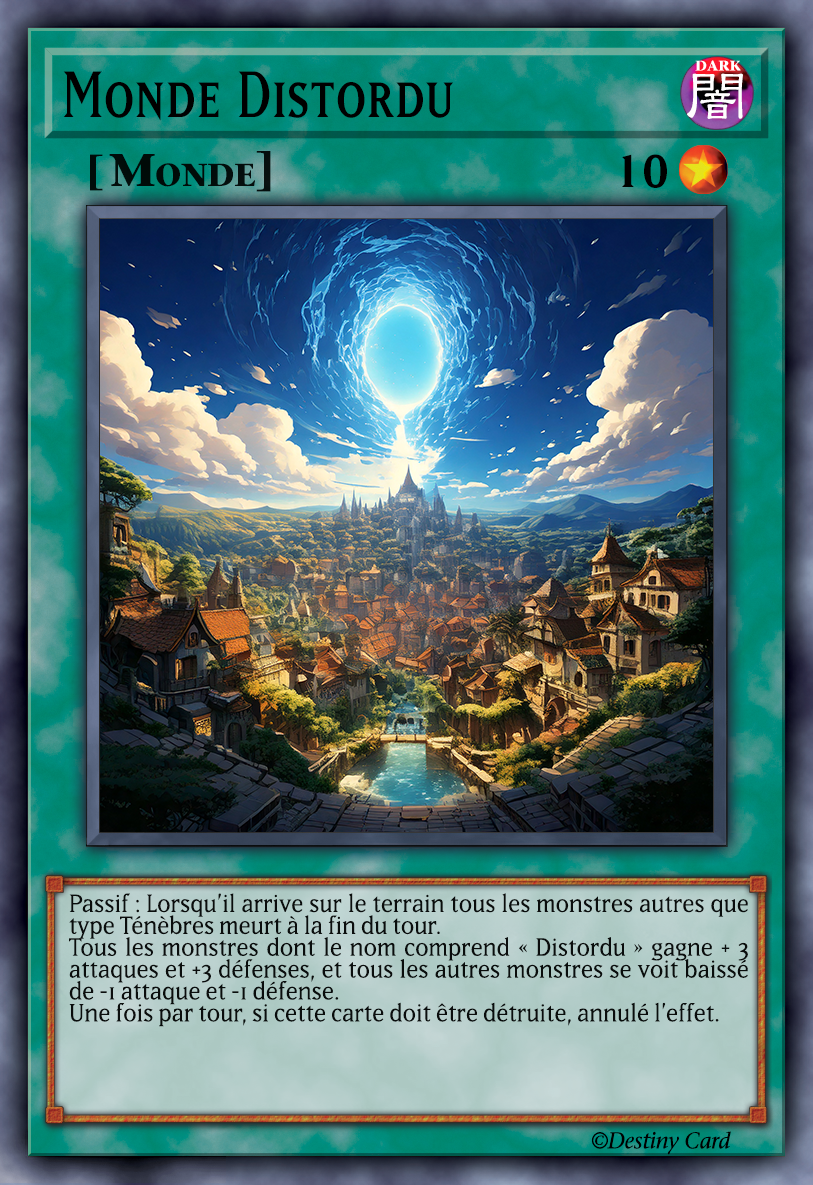 Monde Distordu
DARK
闇
[Monde]
10
Passif : Lorsqu'il arrive sur le terrain tous les monstres autres que
type Ténèbres meurt à la fin du tour.
Tous les monstres dont le nom comprend « Distordu » gagne + 3
attaques et +3 défenses, et tous les autres monstres se voit baissé
de -1 attaque et -1 défense.
Une fois par tour, si cette carte doit être détruite, annulé l'effet.
©Destiny Card